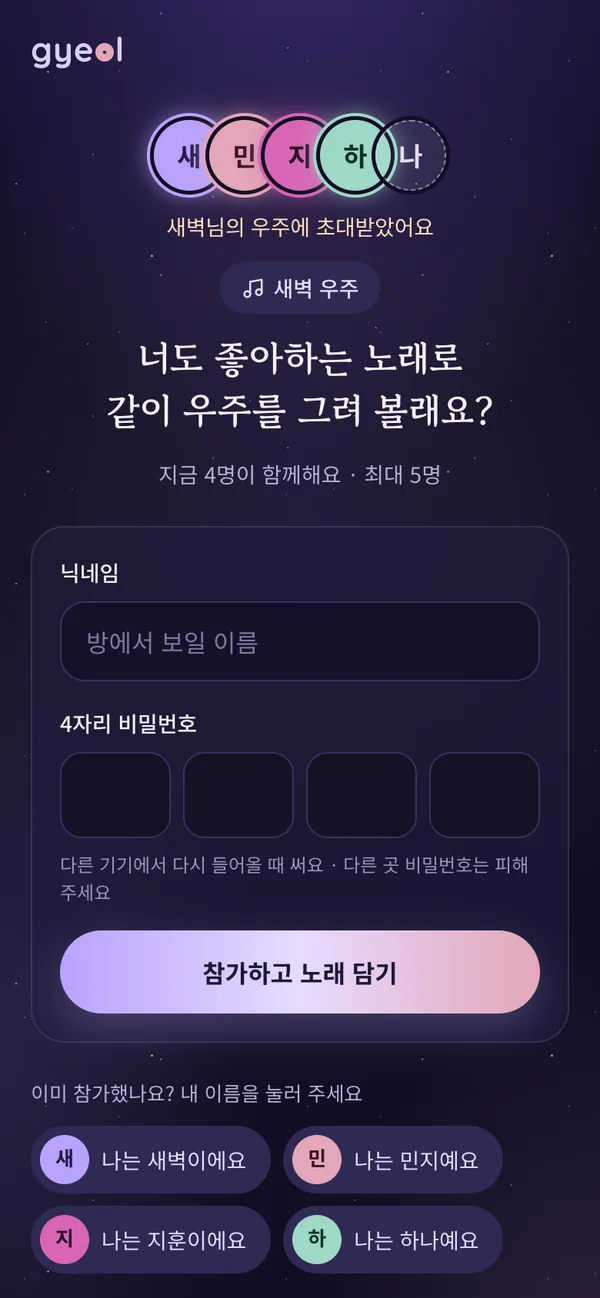 gyeol
새 민 지 하 나
새벽님의 우주에 초대받았어요
새벽 우주
너도 좋아하는 노래로
같이 우주를 그려 볼래요?
지금 4명이 함께해요 · 최대 5명
닉네임
방에서 보일 이름
4자리 비밀번호
다른 기기에서 다시 들어올 때 써요 · 다른 곳 비밀번호는 피해
주세요
참가하고 노래 담기
이미 참가했나요? 내 이름을 눌러 주세요
새 나는 새벽이에요 민 나는 민지예요
지 나는 지훈이에요 하 나는 하나예요